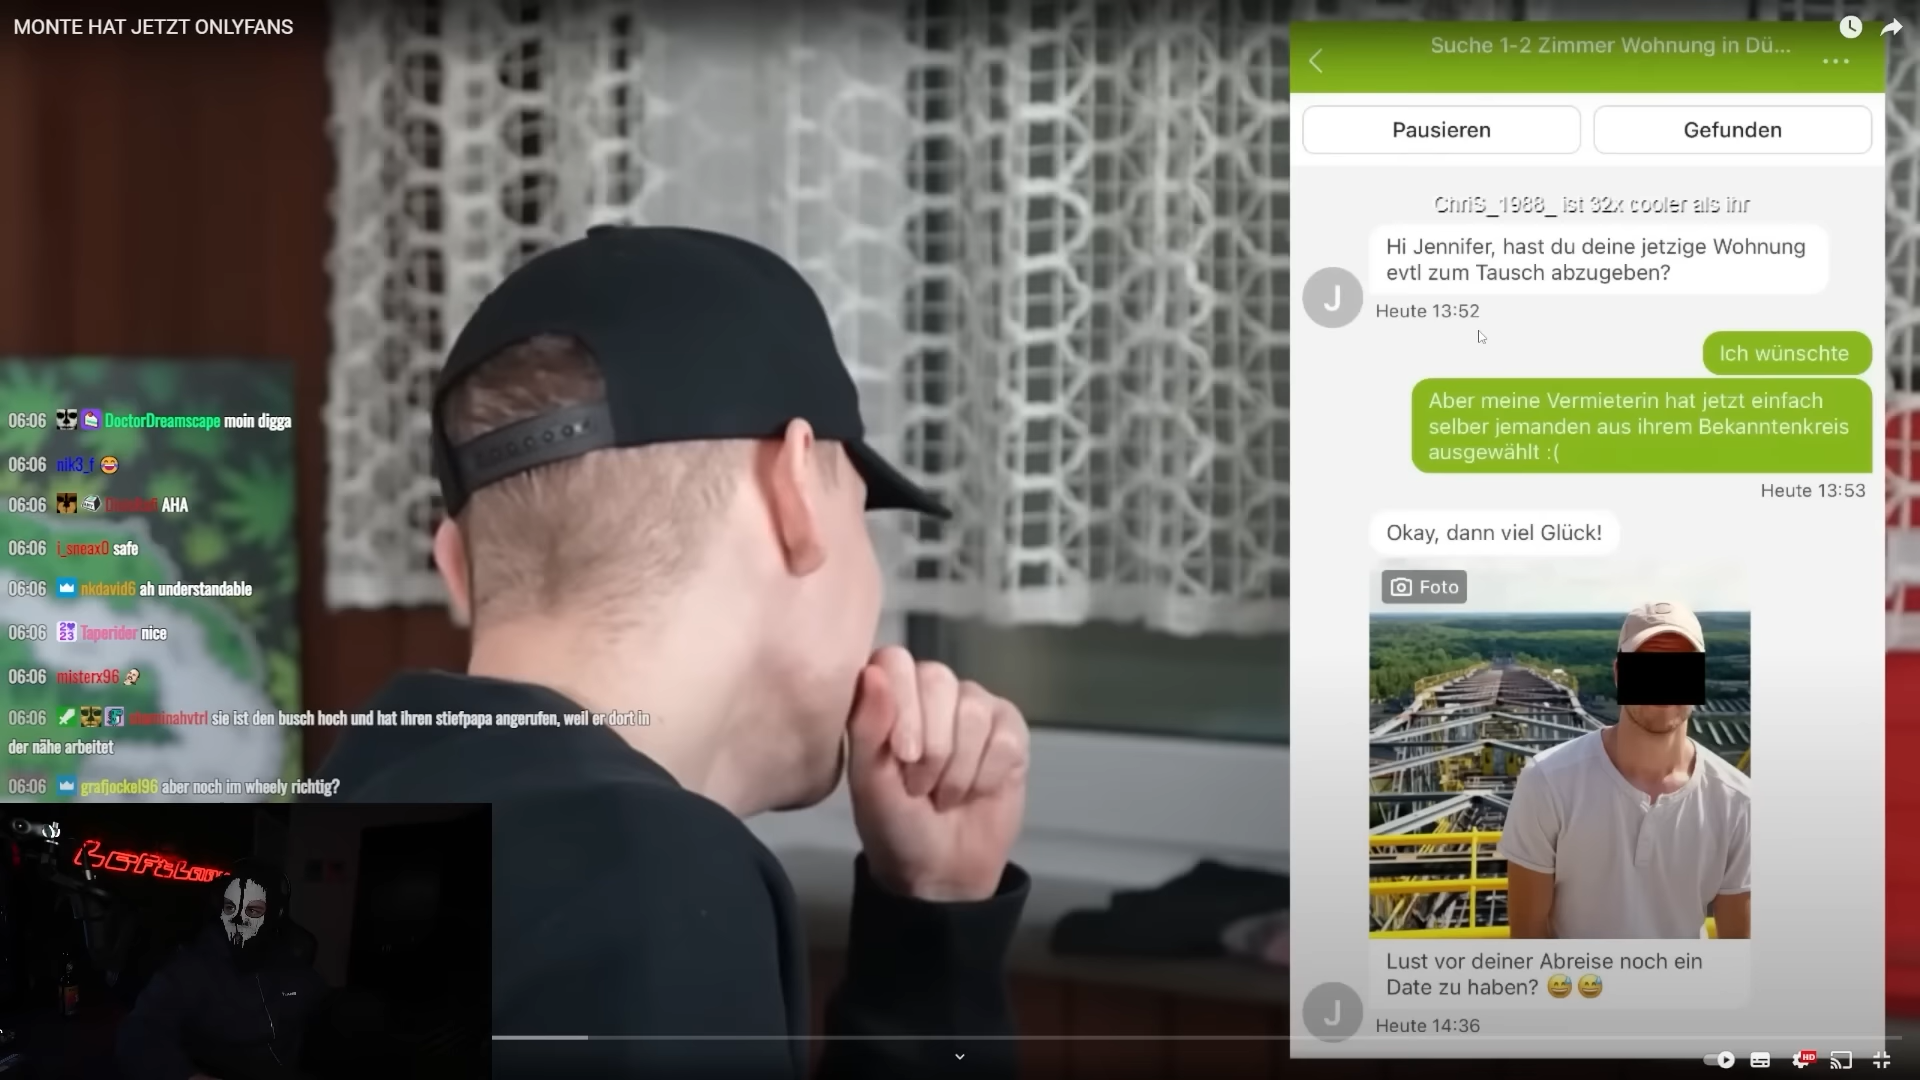 MONTE HAT JETZT ONLYFANS
Suche 1-2 Zimmer Wohnung in Dü...
Pausieren
Gefunden
ChriS_1988_ ist 32x cooler als ihr
Hi Jennifer, hast du deine jetzige Wohnung
evtl zum Tausch abzugeben?
J
Heute 13:52
Ich wünschte
Aber meine Vermieterin hat jetzt einfach
selber jemanden aus ihrem Bekanntenkreis
ausgewählt :(
Heute 13:53
Okay, dann viel Glück!
Foto
Lust vor deiner Abreise noch ein
Date zu haben? 😅 😅
J
Heute 14:36
06:06 DoctorDreamscape moin digga
06:06 nik3_f 😂
06:06 AHA
06:06 i_sneax0 safe
06:06 nkdavid6 ah understandable
06:06 Taperider nice
06:06 misterx96
06:06 sie ist den busch hoch und hat ihren stiefpapa angerufen, weil er dort in
der nähe arbeitet
06:06 grafjockel96 aber noch im wheely richtig?
HD